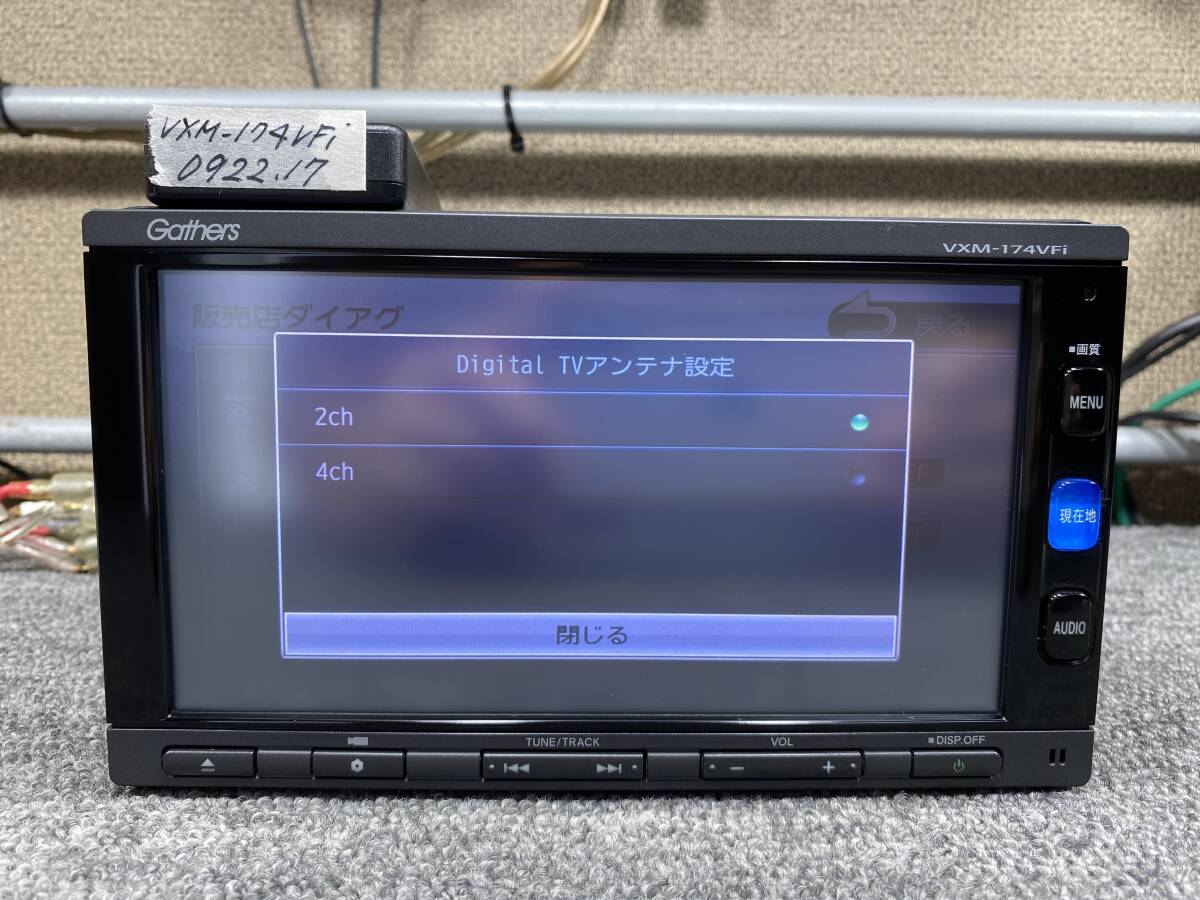 VXM-174VFi
0922.17
Gathers
VXM-174VFi
販売店ダイアグ
戻る
Digital TVアンテナ設定
2ch
4ch
閉じる
■画質
MENU
現在地
AUDIO
TUNE/TRACK
VOL
■DISP.OFF